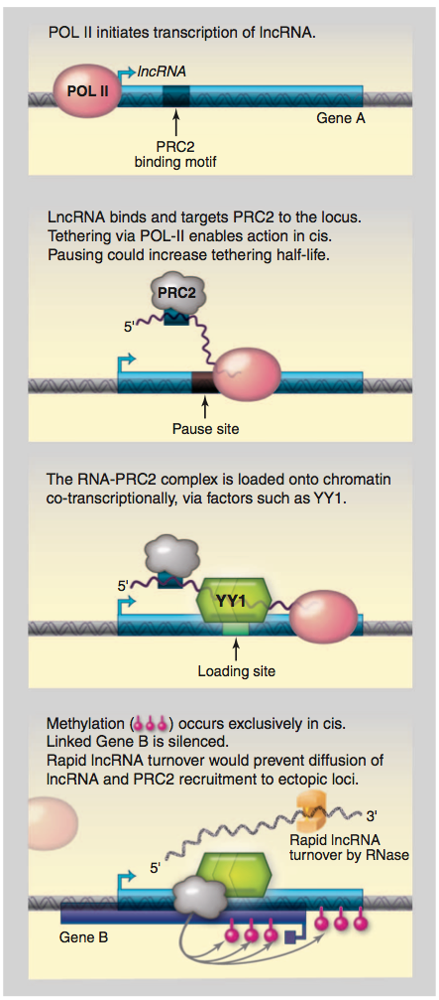 POL II initiates transcription of lncRNA.
lncRNA
POL II
Gene A
PRC2
binding motif
LncRNA binds and targets PRC2 to the locus.
Tethering via POL-II enables action in cis.
Pausing could increase tethering half-life.
PRC2
5'
Pause site
The RNA-PRC2 complex is loaded onto chromatin
co-transcriptionally, via factors such as YY1.
5'
YY1
Loading site
Methylation ( ) occurs exclusively in cis.
Linked Gene B is silenced.
Rapid lncRNA turnover would prevent diffusion of
lncRNA and PRC2 recruitment to ectopic loci.
3'
Rapid lncRNA
turnover by RNase
5'
Gene B